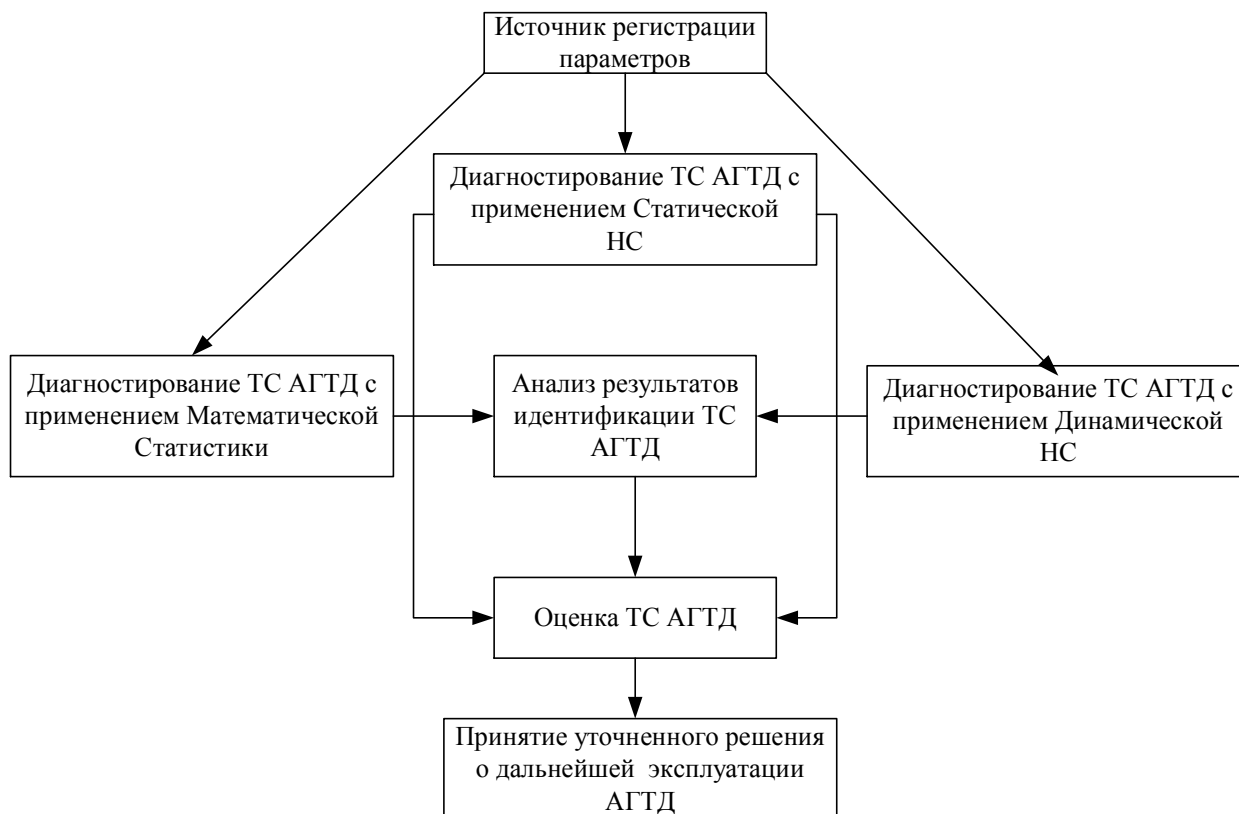 Источник регистрации
параметров
Диагностирование ТС АГТД с
применением Статической
НС
Диагностирование ТС АГТД с
применением Математической
Статистики
Анализ результатов
идентификации ТС
АГТД
Диагностирование ТС АГТД с
применением Динамической
НС
Оценка ТС АГТД
Принятие уточненного решения
о дальнейшей эксплуатации
АГТД